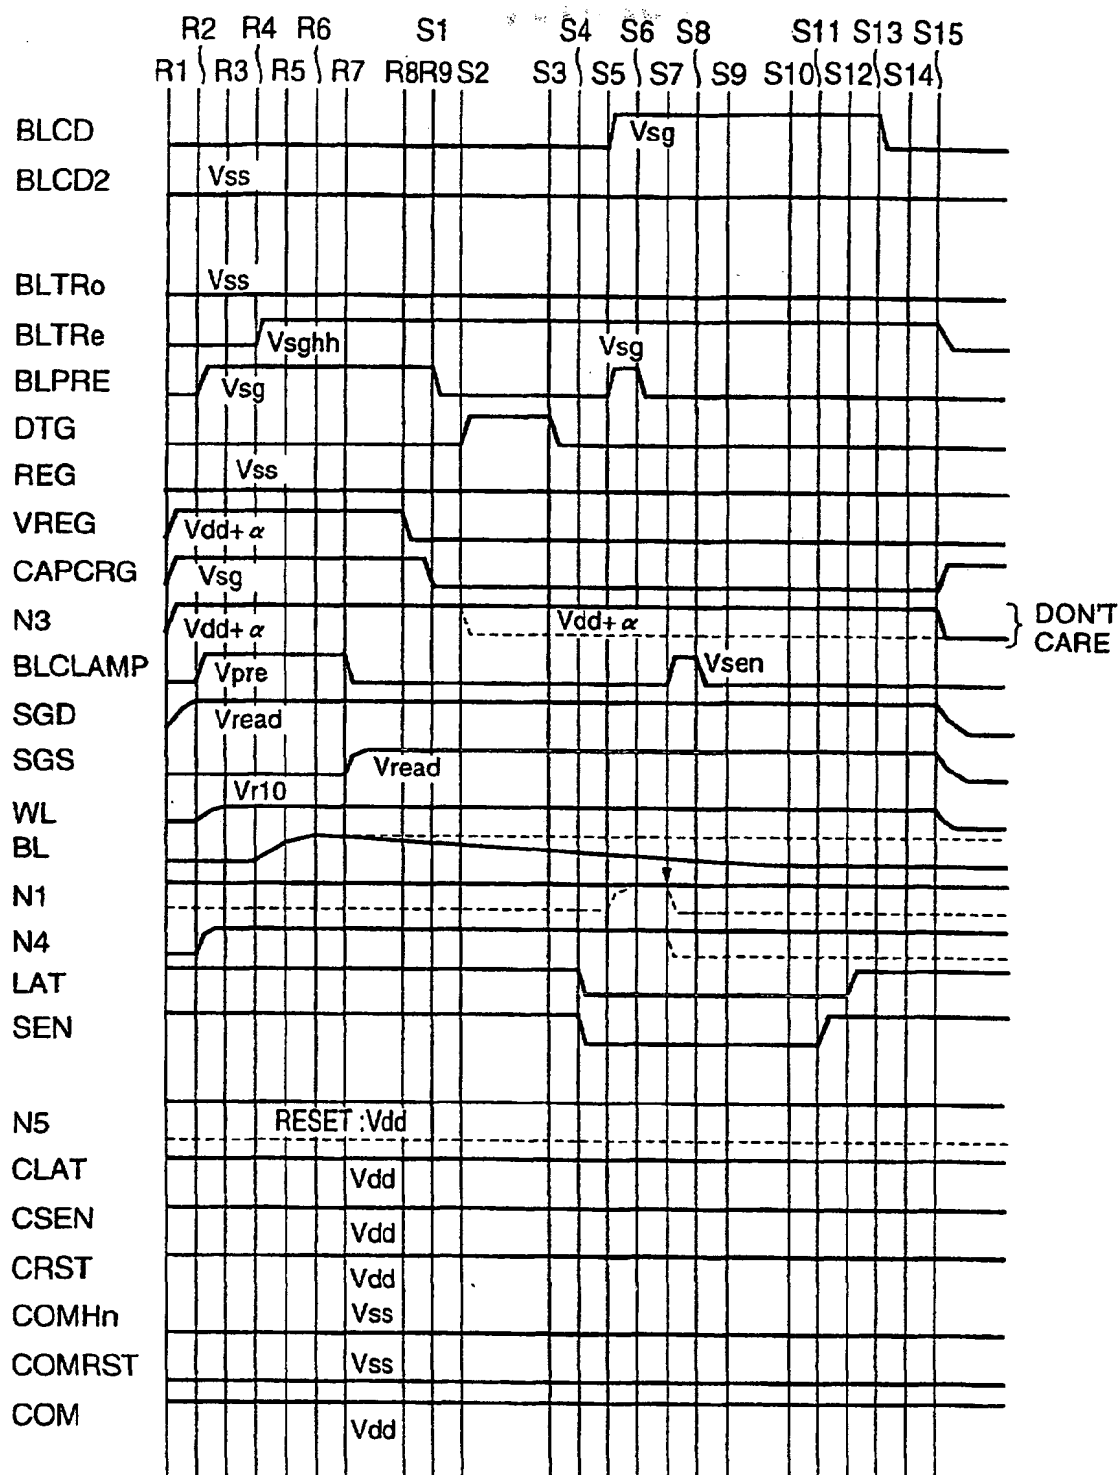 R2 R4 R6 S1 S4 S6 S8 S11 S13 S15
R1 R3 R5 R7 R8 R9 S2 S3 S5 S7 S9 S10 S12 S14
BLCD Vsg
BLCD2 Vss
BLTRo Vss
BLTRe Vsghh Vsg
BLPRE Vsg
DTG
REG Vss
VREG Vdd+α
CAPCRG Vsg
N3 Vdd+α Vdd+α DON'T
CARE
BLCLAMP Vpre Vsen
SGD Vread
SGS Vread
WL Vr10
BL
N1
N4
LAT
SEN
N5 RESET:Vdd
CLAT Vdd
CSEN Vdd
CRST Vdd
COMHn Vss
COMRST Vss
COM Vdd